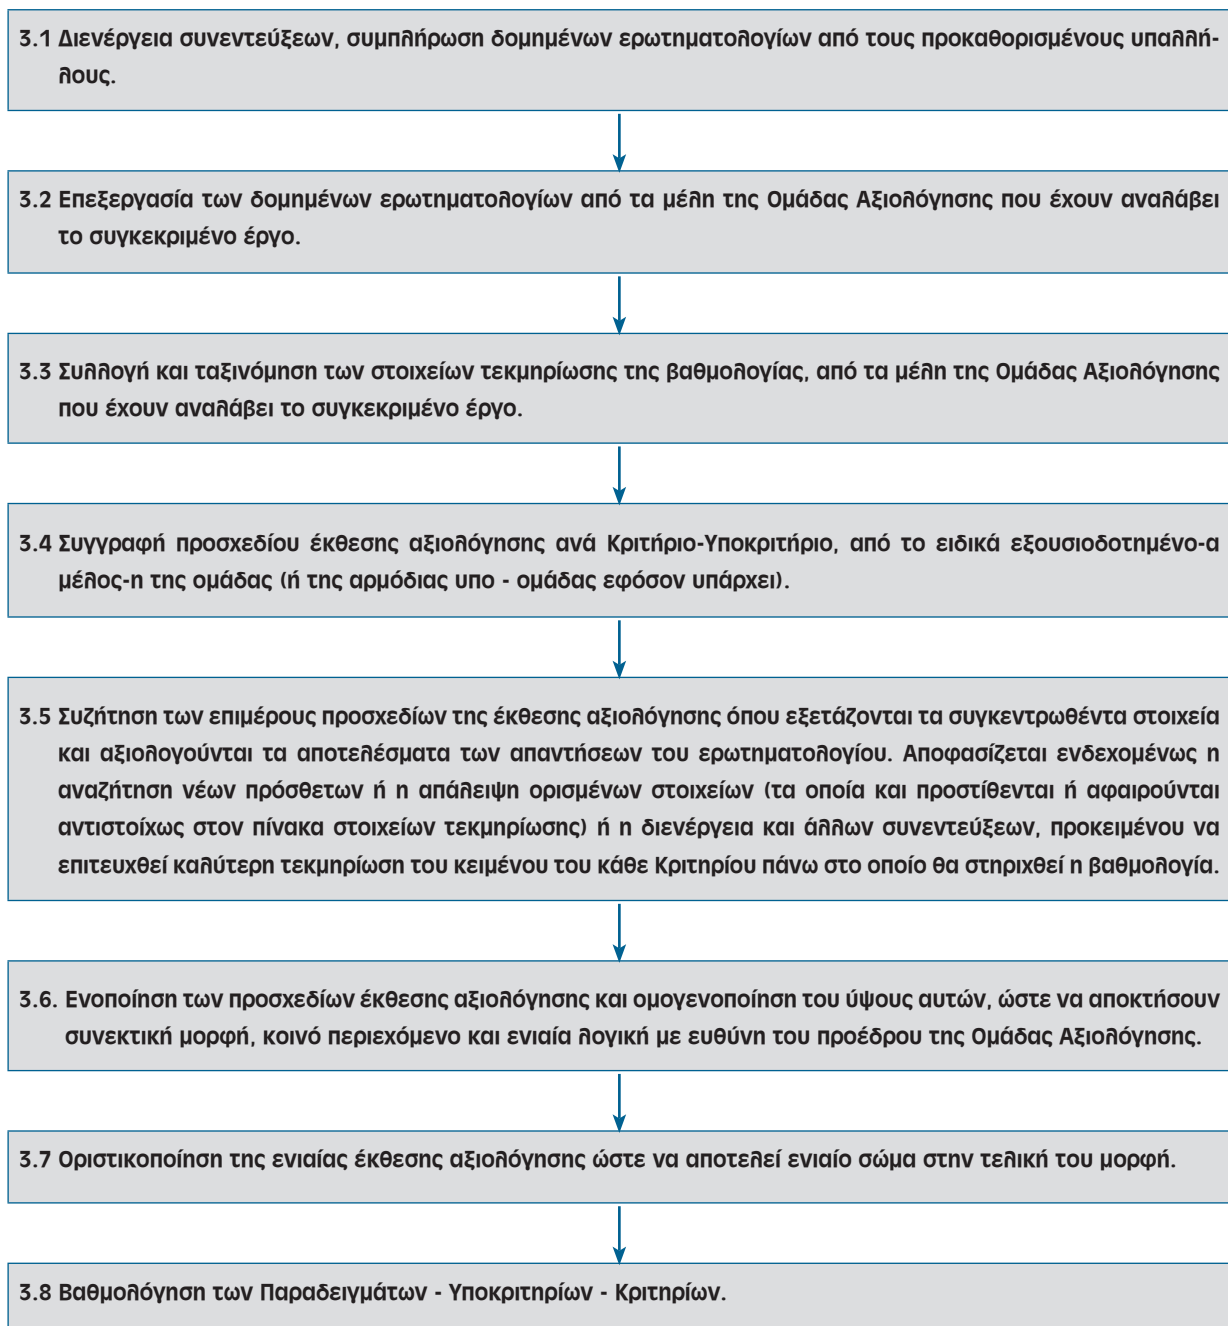 3.1 Διενέργεια συνεντεύξεων, συμπλήρωση δομημένων ερωτηματολογίων από τους προκαθορισμένους υπαλλή-
λους.
3.2 Επεξεργασία των δομημένων ερωτηματολογίων από τα μέλη της Ομάδας Αξιολόγησης που έχουν αναλάβει
το συγκεκριμένο έργο.
3.3 Συλλογή και ταξινόμηση των στοιχείων τεκμηρίωσης της βαθμολογίας, από τα μέλη της Ομάδας Αξιολόγησης
που έχουν αναλάβει το συγκεκριμένο έργο.
3.4 Συγγραφή προσχεδίου έκθεσης αξιολόγησης ανά Κριτήριο-Υποκριτήριο, από το ειδικά εξουσιοδοτημένο-α
μέλος-η της ομάδας (ή της αρμόδιας υπο - ομάδας εφόσον υπάρχει).
3.5 Συζήτηση των επιμέρους προσχεδίων της έκθεσης αξιολόγησης όπου εξετάζονται τα συγκεντρωθέντα στοιχεία
και αξιολογούνται τα αποτελέσματα των απαντήσεων του ερωτηματολογίου. Αποφασίζεται ενδεχομένως η
αναζήτηση νέων πρόσθετων ή η απάλειψη ορισμένων στοιχείων (τα οποία και προστίθενται ή αφαιρούνται
αντιστοίχως στον πίνακα στοιχείων τεκμηρίωσης) ή η διενέργεια και άλλων συνεντεύξεων, προκειμένου να
επιτευχθεί καλύτερη τεκμηρίωση του κειμένου του κάθε Κριτηρίου πάνω στο οποίο θα στηριχθεί η βαθμολογία.
3.6. Ενοποίηση των προσχεδίων έκθεσης αξιολόγησης και ομογενοποίηση του ύψους αυτών, ώστε να αποκτήσουν
συνεκτική μορφή, κοινό περιεχόμενο και ενιαία λογική με ευθύνη του προέδρου της Ομάδας Αξιολόγησης.
3.7 Οριστικοποίηση της ενιαίας έκθεσης αξιολόγησης ώστε να αποτελεί ενιαίο σώμα στην τελική του μορφή.
3.8 Βαθμολόγηση των Παραδειγμάτων - Υποκριτηρίων - Κριτηρίων.